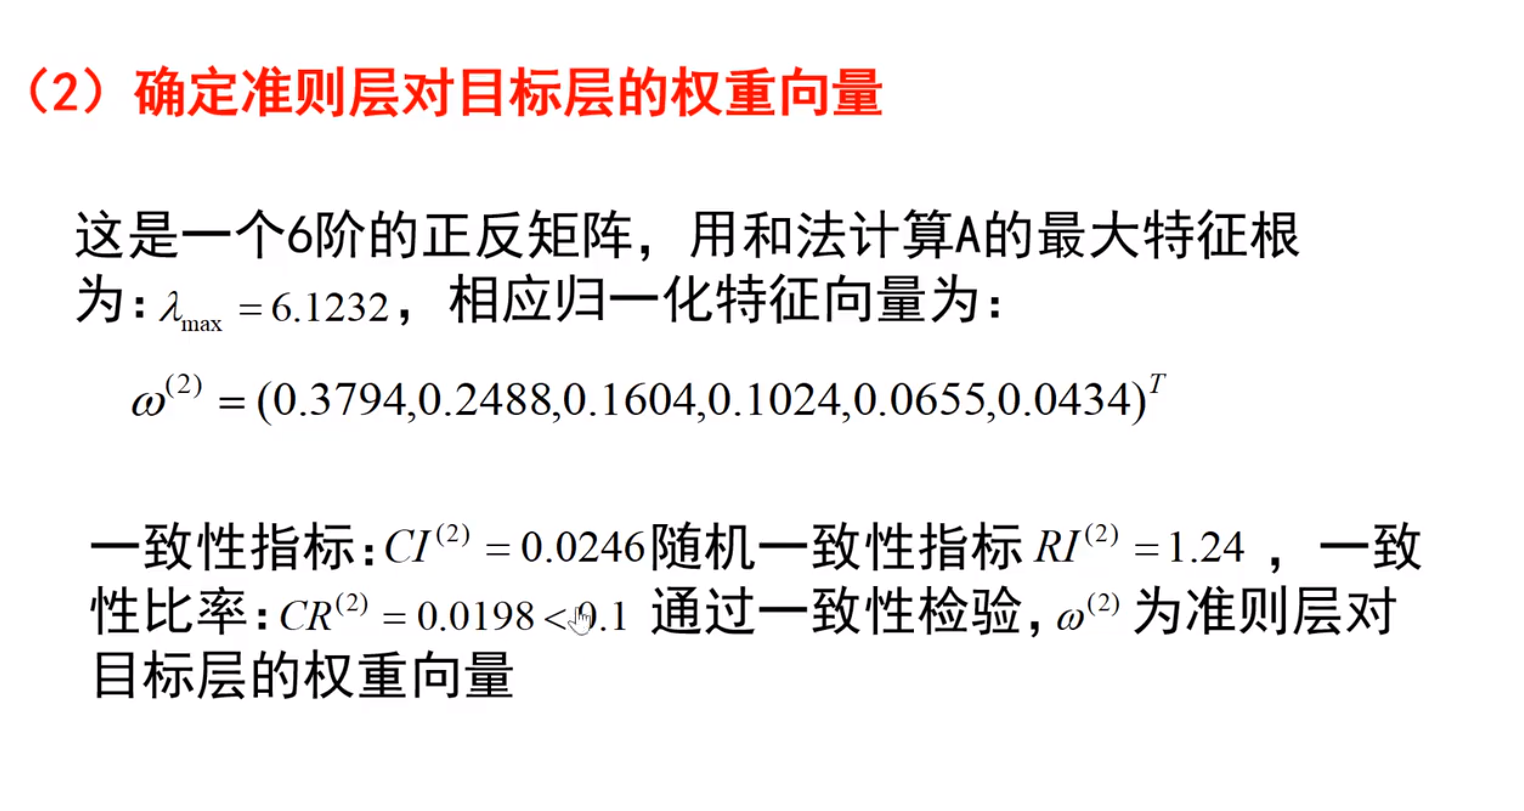 （2）确定准则层对目标层的权重向量
这是一个6阶的正反矩阵，用和法计算A的最大特征根
为：λmax = 6.1232，相应归一化特征向量为：
ω(2) = (0.3794,0.2488,0.1604,0.1024,0.0655,0.0434)T
一致性指标：CI(2) = 0.0246随机一致性指标 RI(2) = 1.24 ，一致
性比率：CR(2) = 0.0198 < 0.1 通过一致性检验，ω(2) 为准则层对
目标层的权重向量